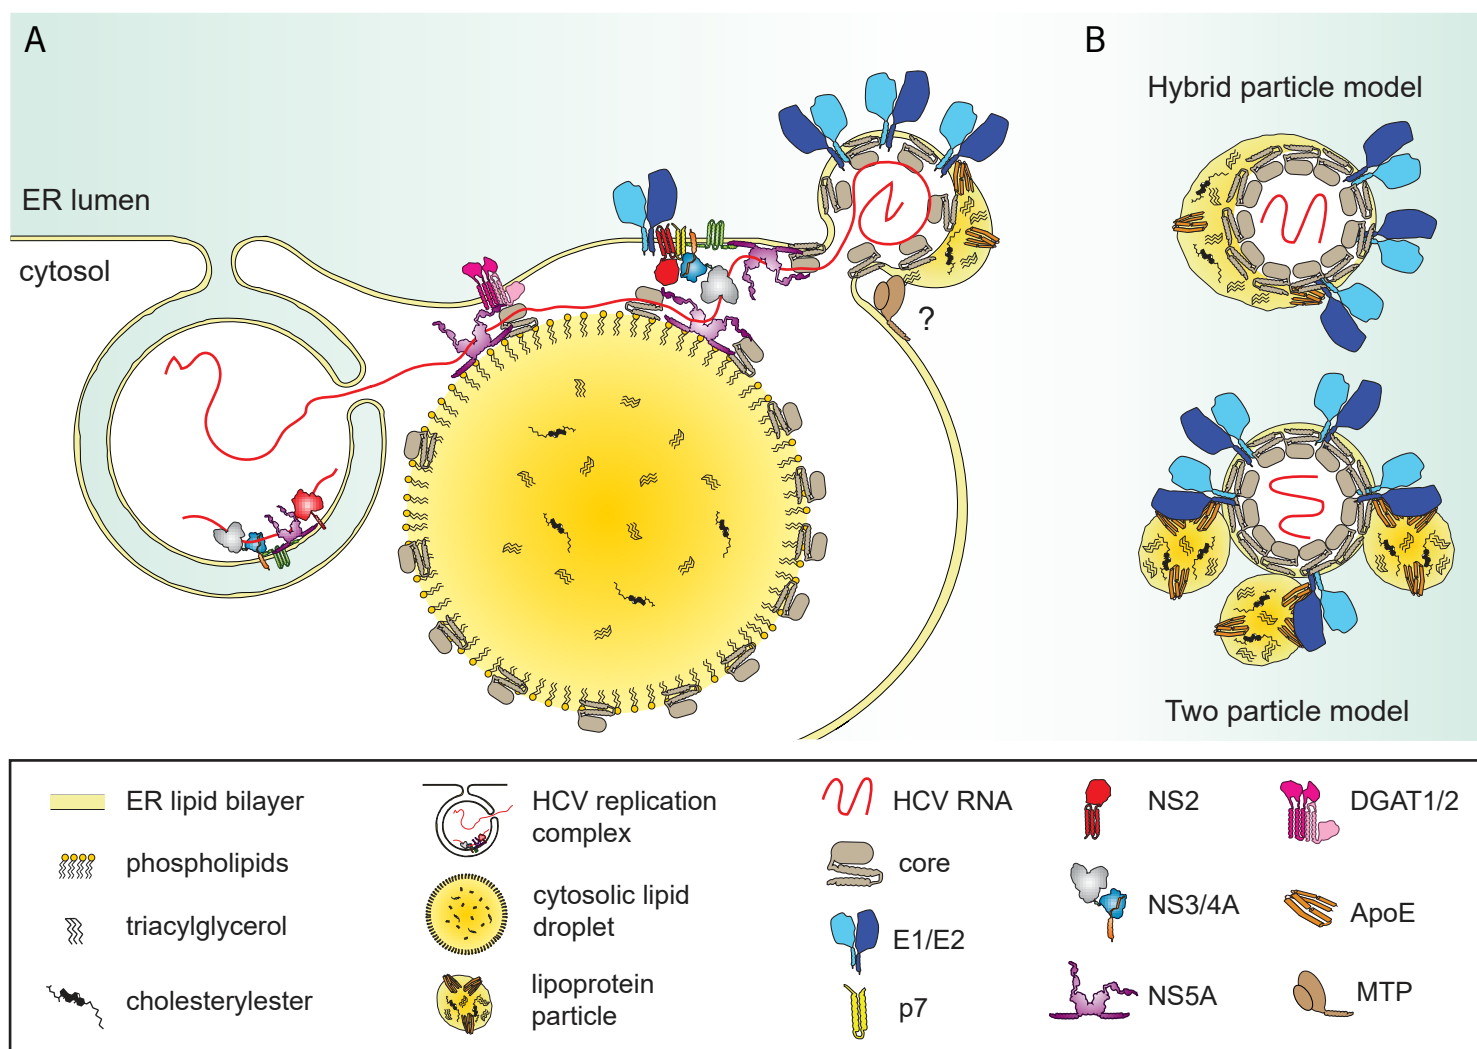 A
B
Hybrid particle model
ER lumen
cytosol
?
Two particle model
ER lipid bilayer
phospholipids
triacylglycerol
cholesterylester
HCV replication
complex
cytosolic lipid
droplet
lipoprotein
particle
HCV RNA
core
E1/E2
p7
NS2
NS3/4A
NS5A
DGAT1/2
ApoE
MTP